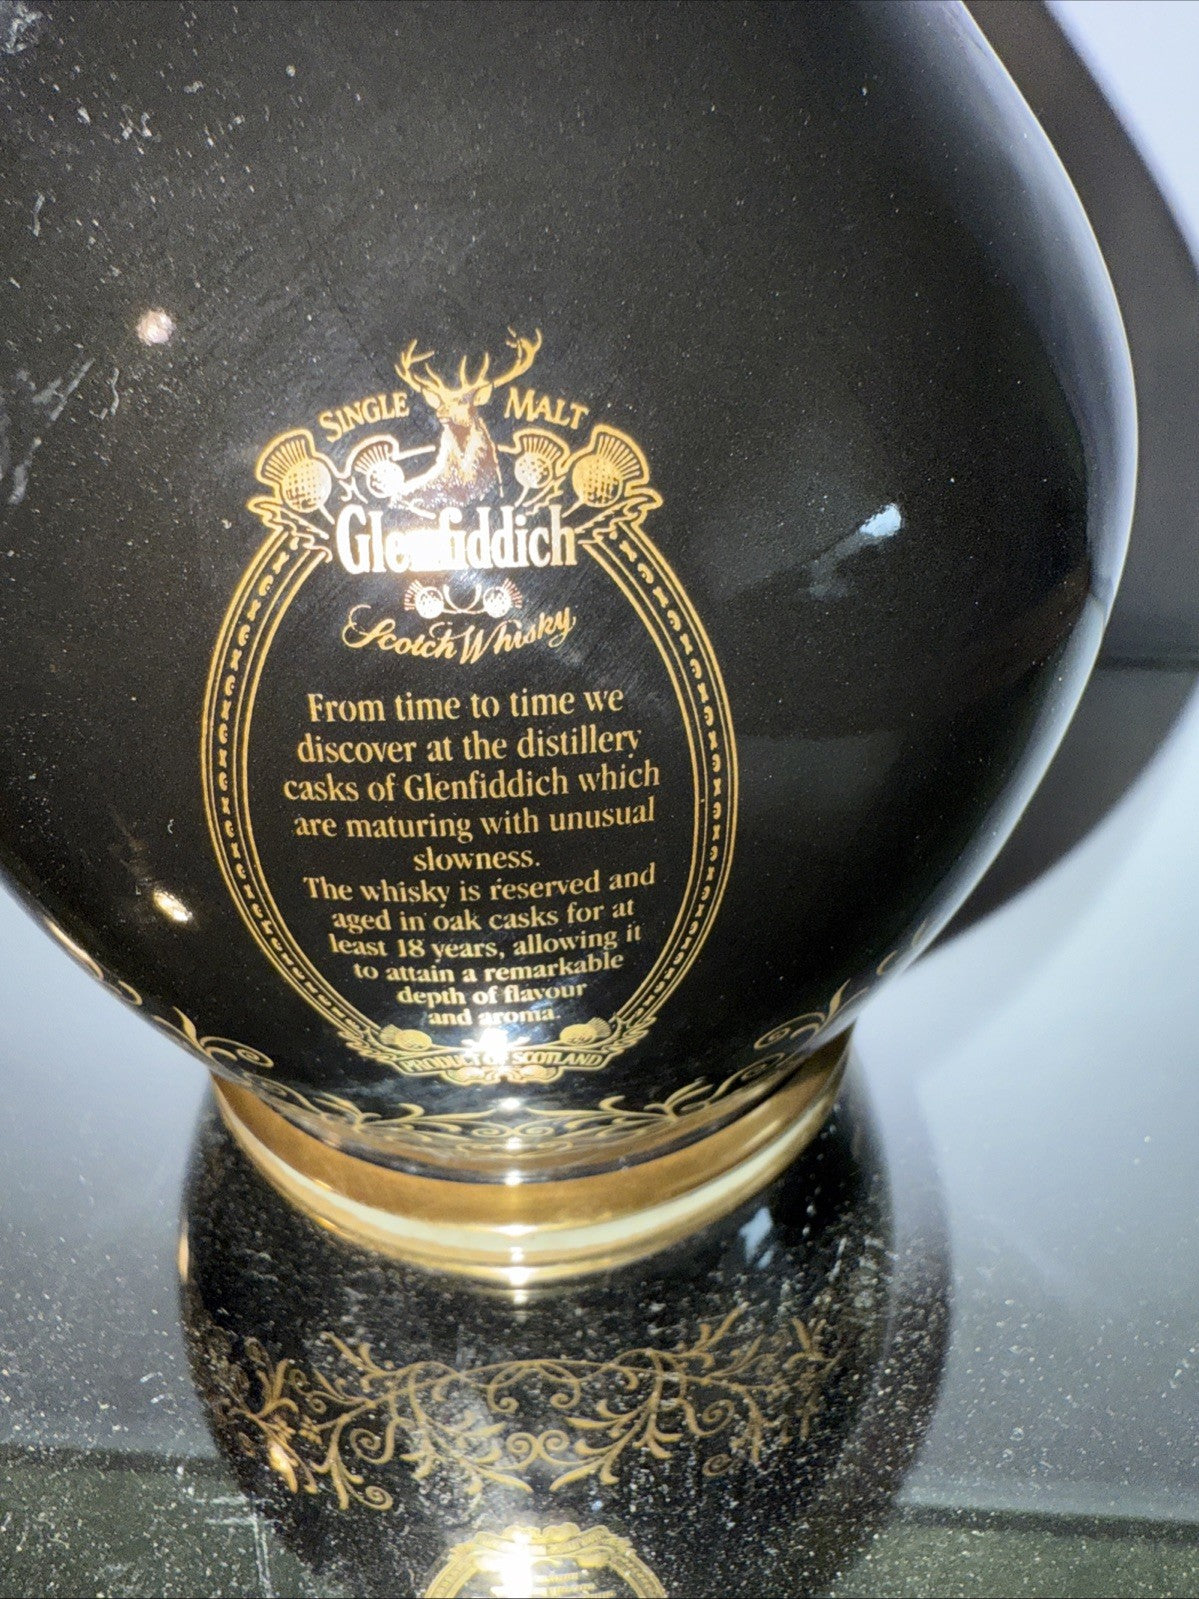 SINGLE MALT
Glenfiddich
Scotch Whisky
From time to time we
discover at the distillery
casks of Glenfiddich which
are maturing with unusual
slowness.
The whisky is reserved and
aged in oak casks for at
least 18 years, allowing it
to attain a remarkable
depth of flavour
and aroma.
PRODUCT OF SCOTLAND